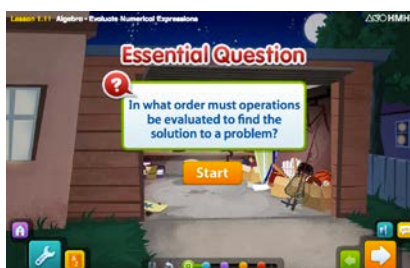 Lesson 1.11 Algebra • Evaluate Numerical Expressions
HMH
Essential Question
?
In what order must operations
be evaluated to find the
solution to a problem?
Start